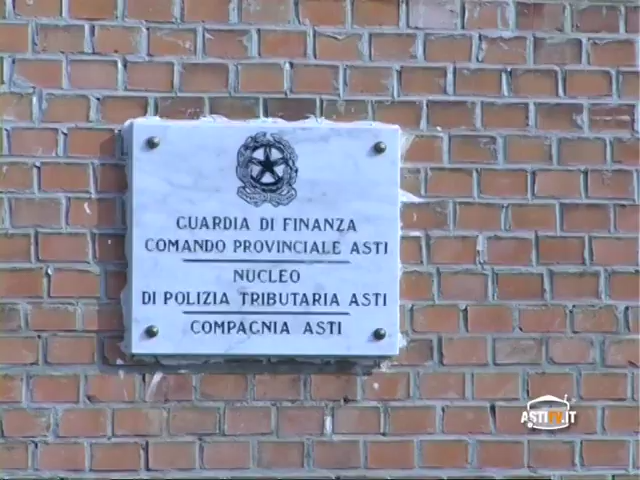 GUARDIA DI FINANZA
COMANDO PROVINCIALE ASTI
NUCLEO
DI POLIZIA TRIBUTARIA ASTI
COMPAGNIA ASTI
ASTITV.IT